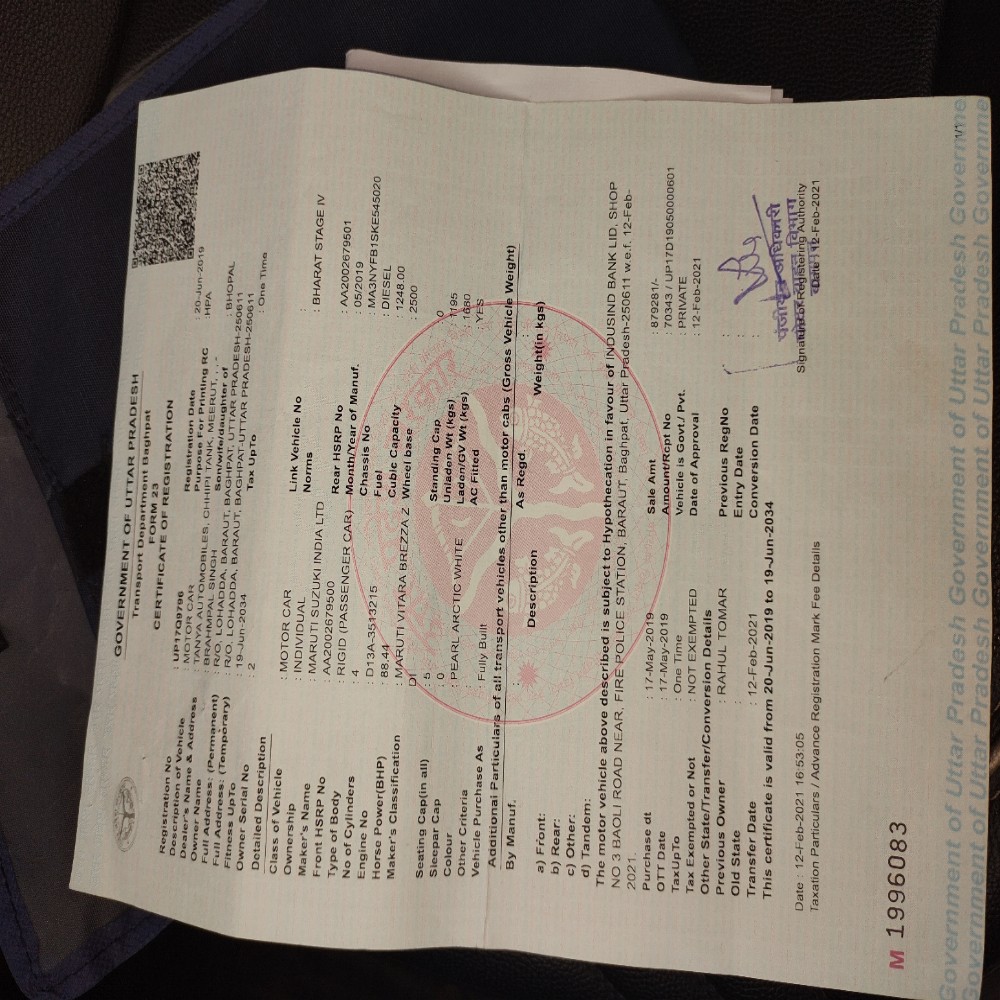 GOVERNMENT OF UTTAR PRADESH
Transport Department Baghpat
FORM 23
CERTIFICATE OF REGISTRATION
Registration No : UP17Q9796 Registration Date : 20-Jun-2019
Description of Vehicle : MOTOR CAR Purpose For Printing RC HPA
Dealer's Name & Address : TANYA AUTOMOBILES, CHHIPI TANK, MEERUT, , , -
Owner Name : BRAHMPAL SINGH Son/wife/daughter of : BHOPAL
Full Address: (Permanent) : R/O, LOHADDA, BARAUT, BAGHPAT, UTTAR PRADESH-250611
Full Address: (Temporary) : R/O, LOHADDA, BARAUT, BAGHPAT-UTTAR PRADESH-250611
Fitness UpTo : 19-Jun-2034 Tax UpTo : One Time
Owner Serial No : 2
Detailed Description
Class of Vehicle : MOTOR CAR Link Vehicle No :
Ownership : INDIVIDUAL Norms : BHARAT STAGE IV
Maker's Name : MARUTI SUZUKI INDIA LTD
Front HSRP No : AA2002679500 Rear HSRP No : AA2002679501
Type of Body : RIGID (PASSENGER CAR) Month/Year of Manuf. : 05/2019
No of Cylinders : 4 Chassis No : MA3NYFB1SKE545020
Engine No : D13A-3513215 Fuel : DIESEL
Horse Power(BHP) : 88.44 Cubic Capacity : 1248.00
Maker's Classification : MARUTI VITARA BREZZA Z DI Wheel base : 2500
Seating Cap(in all) : 5 Standing Cap 0
Sleepar Cap : 0 Unladen Wt (kgs) : 1195
Colour : PEARL ARCTIC WHITE Laden/GV Wt (kgs) : 1680
Other Criteria AC Fitted : YES
Vehicle Purchase As : Fully Built
Additional Particulars of all transport vehicles other than motor cabs (Gross Vehicle Weight)
By Manuf. : As Regd. :
Description Weight(in kgs)
a) Front:
b) Rear:
c) Other:
d) Tandem:
The motor vehicle above described is subject to Hypothecation in favour of INDUSIND BANK LID, SHOP
NO 3 BAOLI ROAD NEAR, FIRE POLICE STATION, BARAUT, Baghpat, Uttar Pradesh-250611 w.e.f. 12-Feb-
2021.
Purchase dt : 17-May-2019 Sale Amt : 879281/-
OTT Date : 17-May-2019 Amount/Rcpt No : 70343 / UP17D19050000601
TaxUpTo : One Time Vehicle is Govt./ Pvt. : PRIVATE
Tax Exempted or Not : NOT EXEMPTED Date of Approval : 12-Feb-2021
Other State/Transfer/Conversion Details
Previous Owner : RAHUL TOMAR Previous RegNo :
Old State : Entry Date :
Transfer Date : 12-Feb-2021 Conversion Date :
This certificate is valid from 20-Jun-2019 to 19-Jun-2034
पंजीयन अधिकारी
Signature of Registering Authority
Date : 12-Feb-2021
Date : 12-Feb-2021 16:53:05
Taxation Particulars / Advance Registration Mark Fee Details
M 1996083
1/1
Government of Uttar Pradesh Government of Uttar Pradesh Governme
Government of Uttar Pradesh Government of Uttar Pradesh Governme